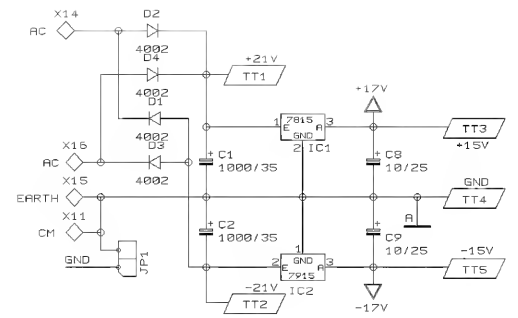 X14
AC
D2
4002
D4
4002
+21V
TT1
D1
4002
+17V
1 7815 3
E A
GND
2 IC1
TT3
+15V
X16
AC
D3
4002
C1
1000/35
C8
10/25
X15
EARTH
X11
CM
GND
JP1
GND
TT4
A
C2
1000/35
C9
10/25
1
GND
2 E A 3
7915
IC2
-15V
TT5
-21V
TT2
-17V